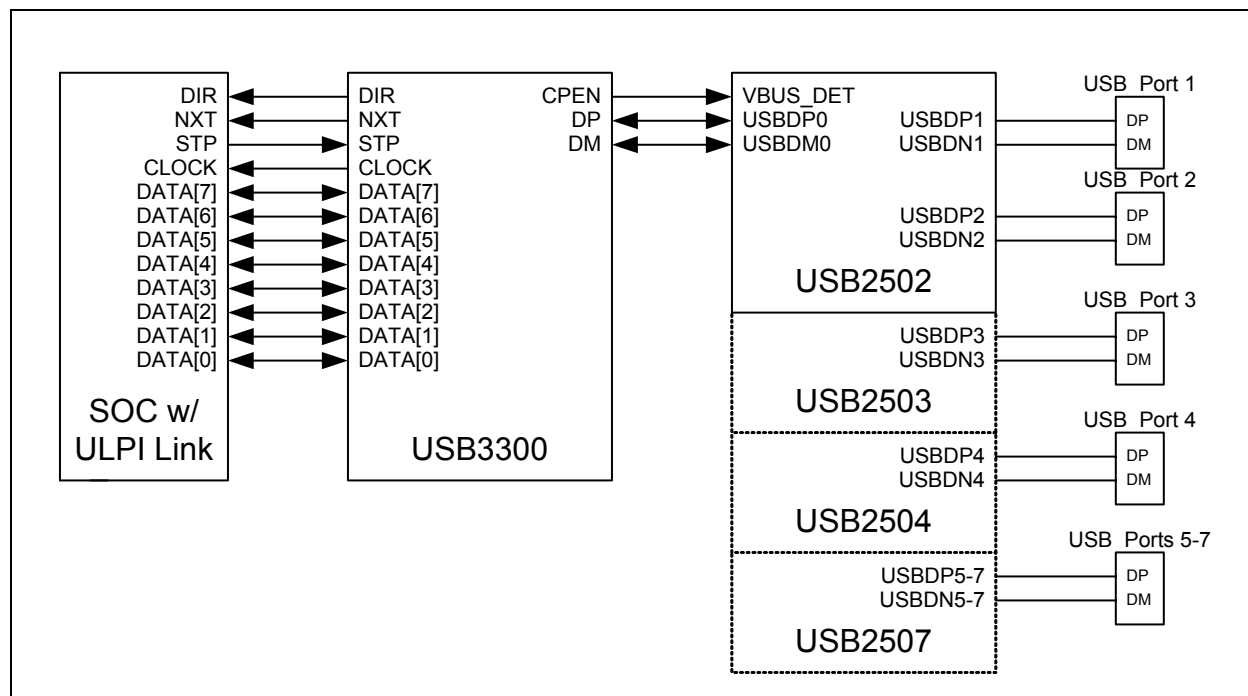 DIR
NXT
STP
CLOCK
DATA[7]
DATA[6]
DATA[5]
DATA[4]
DATA[3]
DATA[2]
DATA[1]
DATA[0]
SOC w/
ULPI Link
DIR
NXT
STP
CLOCK
DATA[7]
DATA[6]
DATA[5]
DATA[4]
DATA[3]
DATA[2]
DATA[1]
DATA[0]
CPEN
DP
DM
USB3300
VBUS_DET
USBDP0
USBDM0
USBDP1
USBDN1
USBDP2
USBDN2
USB2502
USBDP3
USBDN3
USB2503
USBDP4
USBDN4
USB2504
USBDP5-7
USBDN5-7
USB2507
USB Port 1
DP
DM
USB Port 2
DP
DM
USB Port 3
DP
DM
USB Port 4
DP
DM
USB Ports 5-7
DP
DM